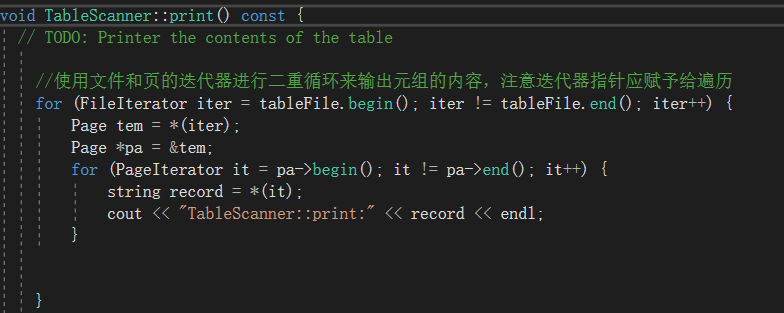 void TableScanner::print() const {
// TODO: Printer the contents of the table
//使用文件和页的迭代器进行二重循环来输出元组的内容，注意迭代器指针应赋予给遍历
for (FileIterator iter = tableFile.begin(); iter != tableFile.end(); iter++) {
Page tem = *(iter);
Page *pa = &tem;
for (PageIterator it = pa->begin(); it != pa->end(); it++) {
string record = *(it);
cout << "TableScanner::print:" << record << endl;
}
}